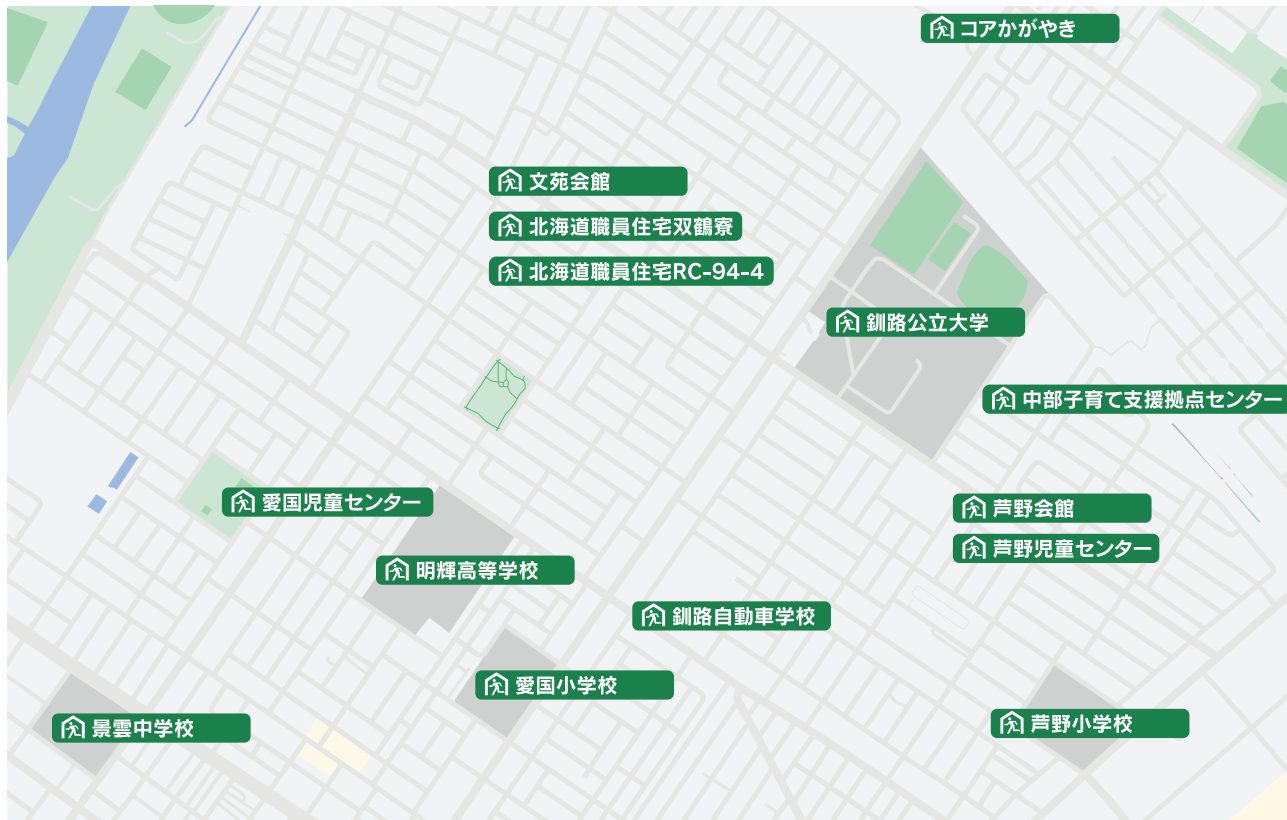 コアかがやき
文苑会館
北海道職員住宅双鶴寮
北海道職員住宅RC-94-4
釧路公立大学
中部子育て支援拠点センター
愛国児童センター
芦野会館
芦野児童センター
明輝高等学校
釧路自動車学校
愛国小学校
景雲中学校
芦野小学校